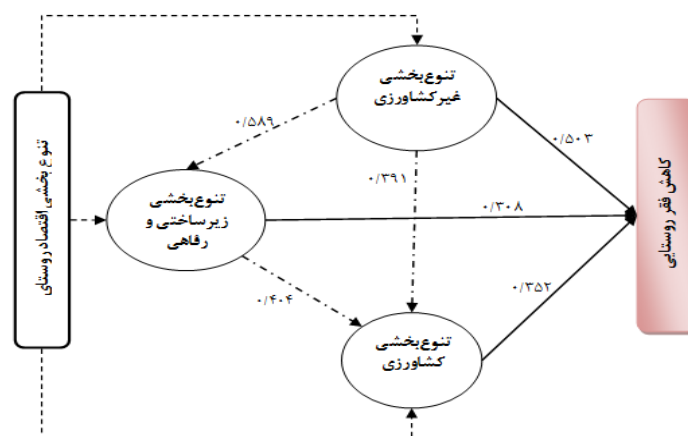 تنوع‌بخشی
غیرکشاورزی
۰/۵۸۹
۰/۵۰۳
۰/۳۹۱
تنوع بخشی اقتصاد روستای
تنوع‌بخشی
زیرساختی و
رفاهی
۰/۳۰۸
کاهش فقر روستایی
۰/۴۰۴
۰/۳۵۲
تنوع‌بخشی
کشاورزی